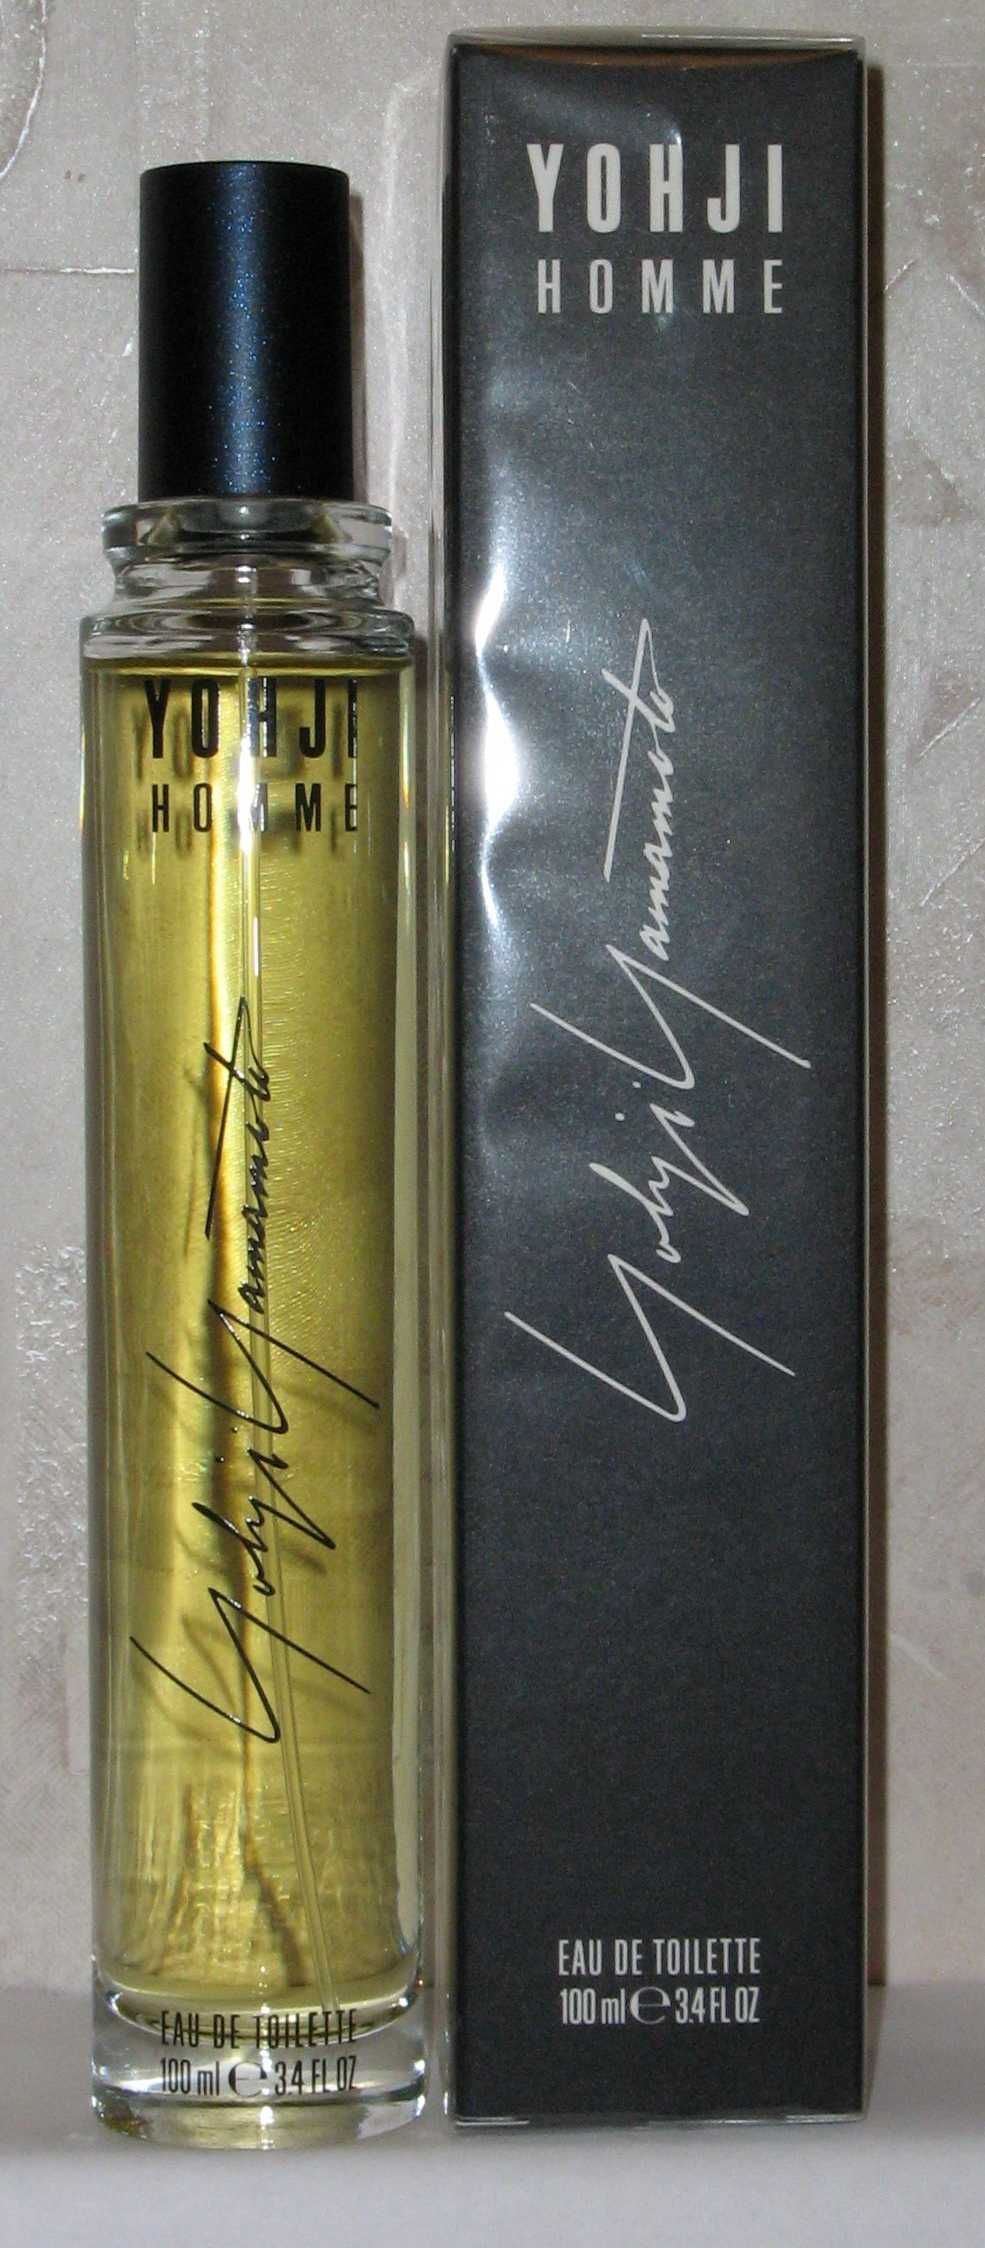 YOHJI
HOMME
Yohji Yamamoto
EAU DE TOILETTE
100 ml ℮ 3.4 FL OZ
YOHJI
HOMME
Yohji Yamamoto
EAU DE TOILETTE
100 ml ℮ 3.4 FL OZ